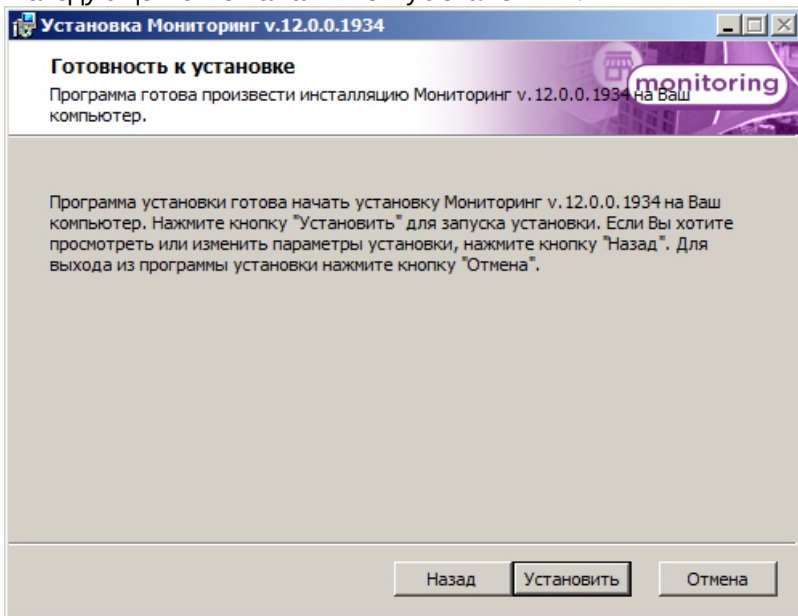 Установка Мониторинг v.12.0.0.1934
Готовность к установке
monitoring
Программа готова произвести инсталляцию Мониторинг v.12.0.0.1934 на Ваш
компьютер.
Программа установки готова начать установку Мониторинг v.12.0.0.1934 на Ваш
компьютер. Нажмите кнопку "Установить" для запуска установки. Если Вы хотите
просмотреть или изменить параметры установки, нажмите кнопку "Назад". Для
выхода из программы установки нажмите кнопку "Отмена".
Назад
Установить
Отмена